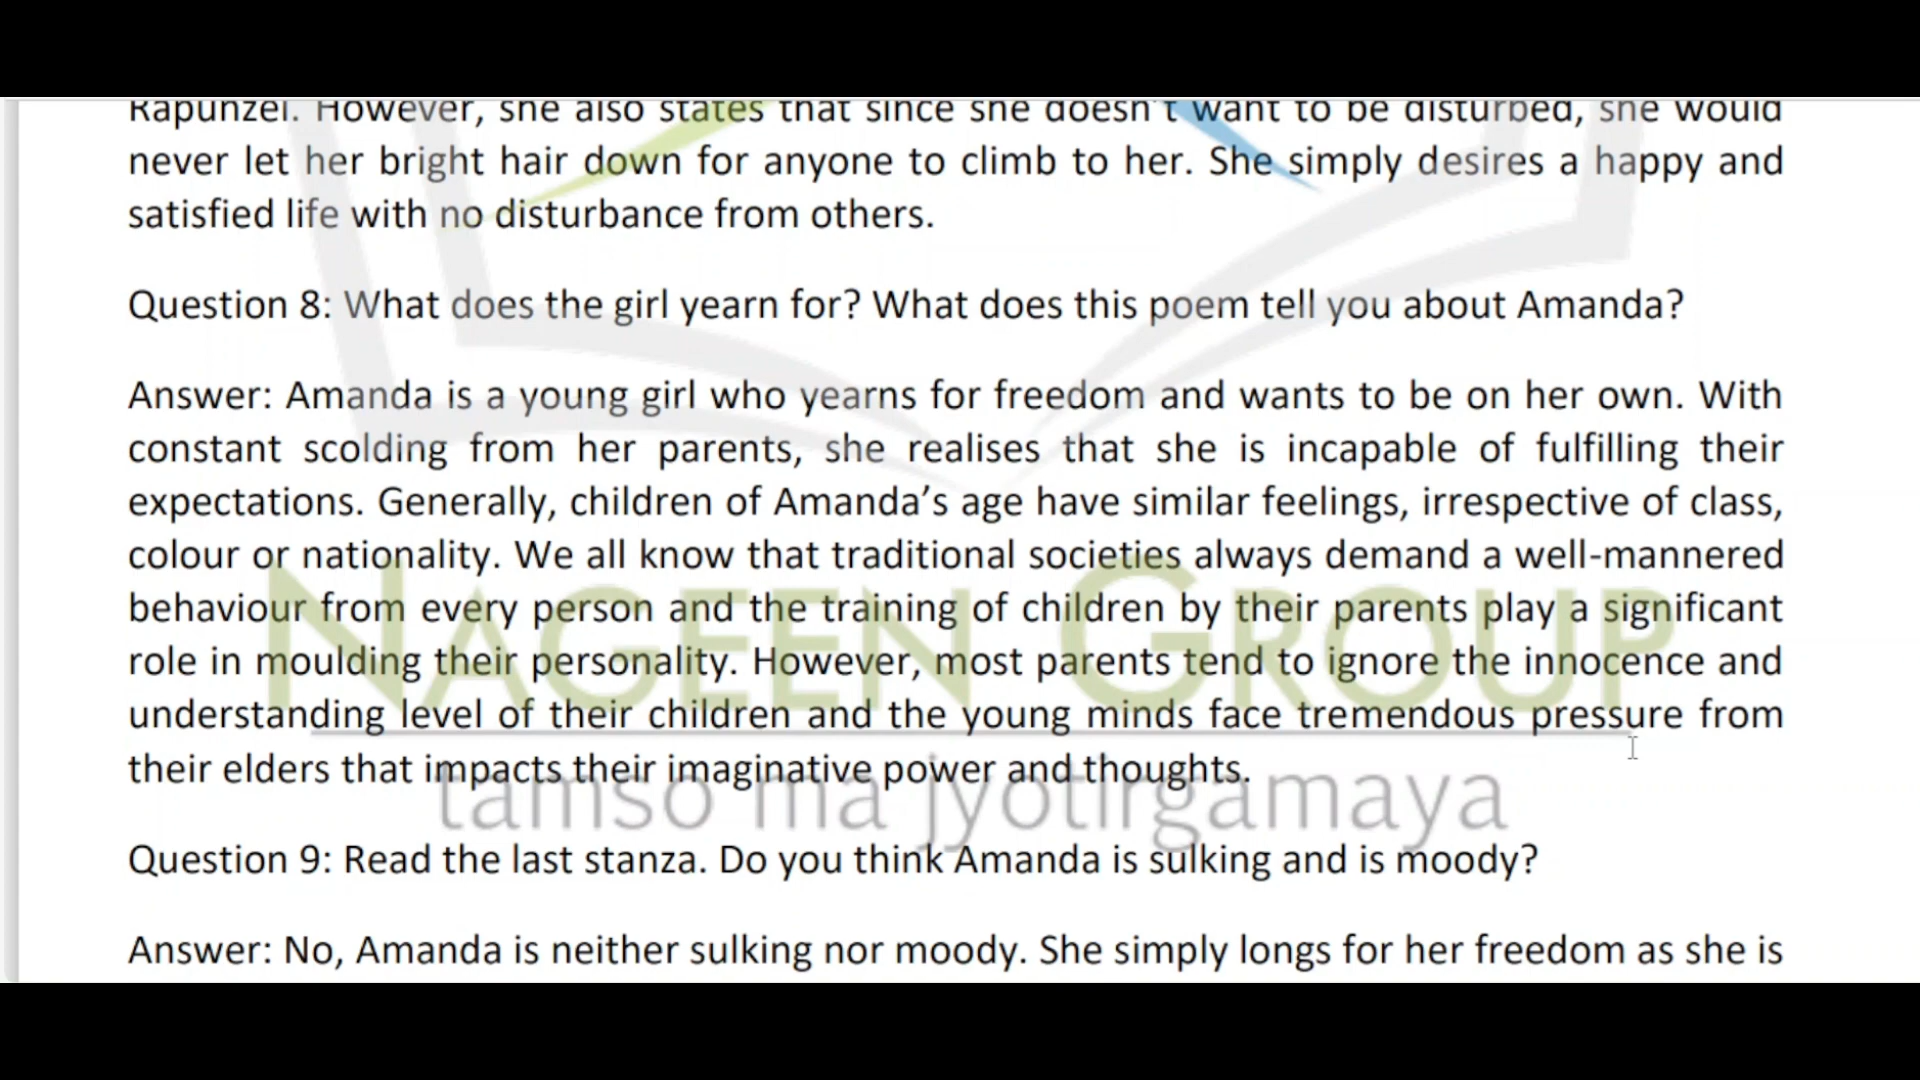 Rapunzel. However, she also states that since she doesn't want to be disturbed, she would
never let her bright hair down for anyone to climb to her. She simply desires a happy and
satisfied life with no disturbance from others.
Question 8: What does the girl yearn for? What does this poem tell you about Amanda?
Answer: Amanda is a young girl who yearns for freedom and wants to be on her own. With
constant scolding from her parents, she realises that she is incapable of fulfilling their
expectations. Generally, children of Amanda’s age have similar feelings, irrespective of class,
colour or nationality. We all know that traditional societies always demand a well-mannered
behaviour from every person and the training of children by their parents play a significant
role in moulding their personality. However, most parents tend to ignore the innocence and
understanding level of their children and the young minds face tremendous pressure from
their elders that impacts their imaginative power and thoughts.
Question 9: Read the last stanza. Do you think Amanda is sulking and is moody?
Answer: No, Amanda is neither sulking nor moody. She simply longs for her freedom as she is
NAGEEN GROUP
tamso ma jyotirgamaya